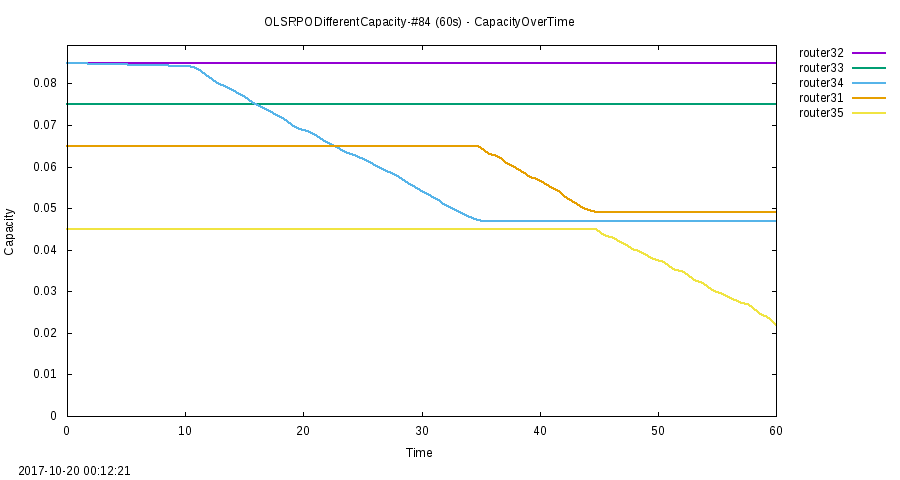 OLSRPODifferentCapacity-#84 (60s) - CapacityOverTime
router32
router33
router34
router31
router35
0.08
0.07
0.06
0.05
0.04
0.03
0.02
0.01
0
Capacity
0 10 20 30 40 50 60
Time
2017-10-20 00:12:21